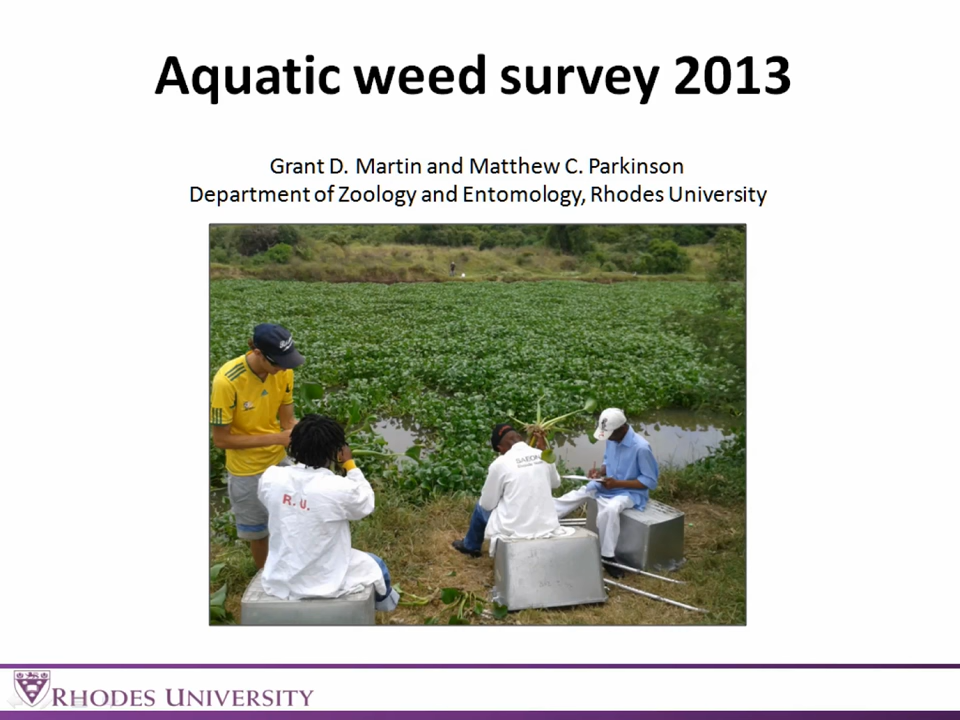 Aquatic weed survey 2013
Grant D. Martin and Matthew C. Parkinson
Department of Zoology and Entomology, Rhodes University
R. U.
RHODES UNIVERSITY